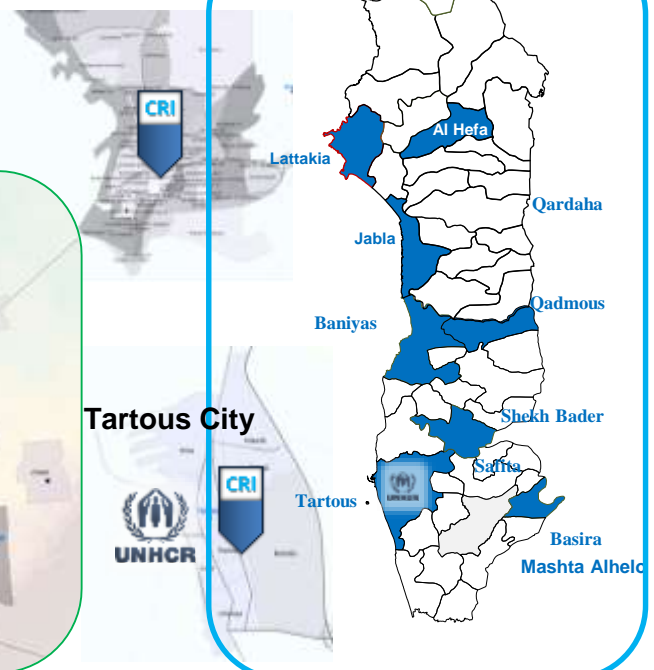 CRI
Al Hefa
Lattakia
Qardaha
Jabla
Qadmous
Baniyas
Tartous City
Shekh Bader
Safita
CRI
Tartous
UNHCR
Basira
Mashta Alhelo